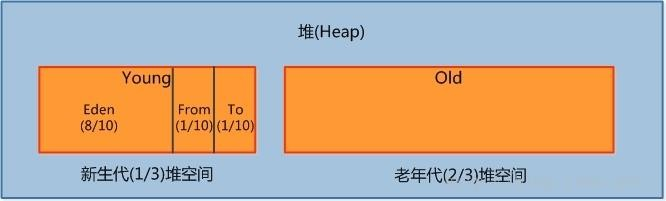 堆(Heap)
Young
Old
Eden
(8/10)
From
(1/10)
To
(1/10)
新生代(1/3)堆空间
老年代(2/3)堆空间